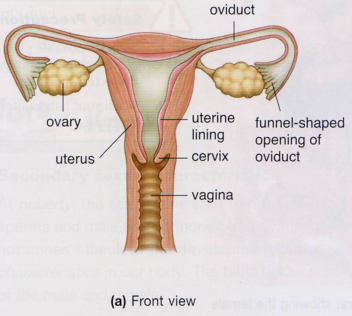 oviduct
ovary
uterine
lining
funnel-shaped
opening of
oviduct
uterus
cervix
vagina
(a) Front view